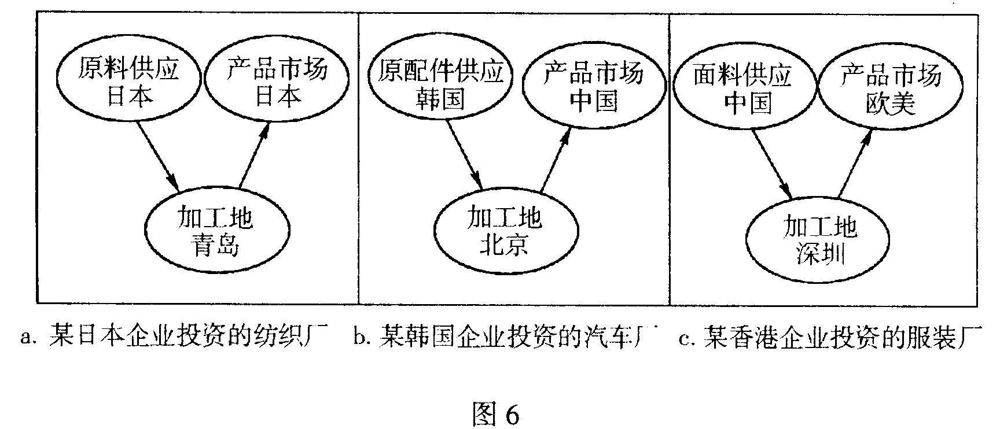 原料供应
日本
产品市场
日本
加工地
青岛
原配件供应
韩国
产品市场
中国
加工地
北京
面料供应
中国
产品市场
欧美
加工地
深圳
a. 某日本企业投资的纺织厂
b. 某韩国企业投资的汽车厂
c. 某香港企业投资的服装厂
图 6